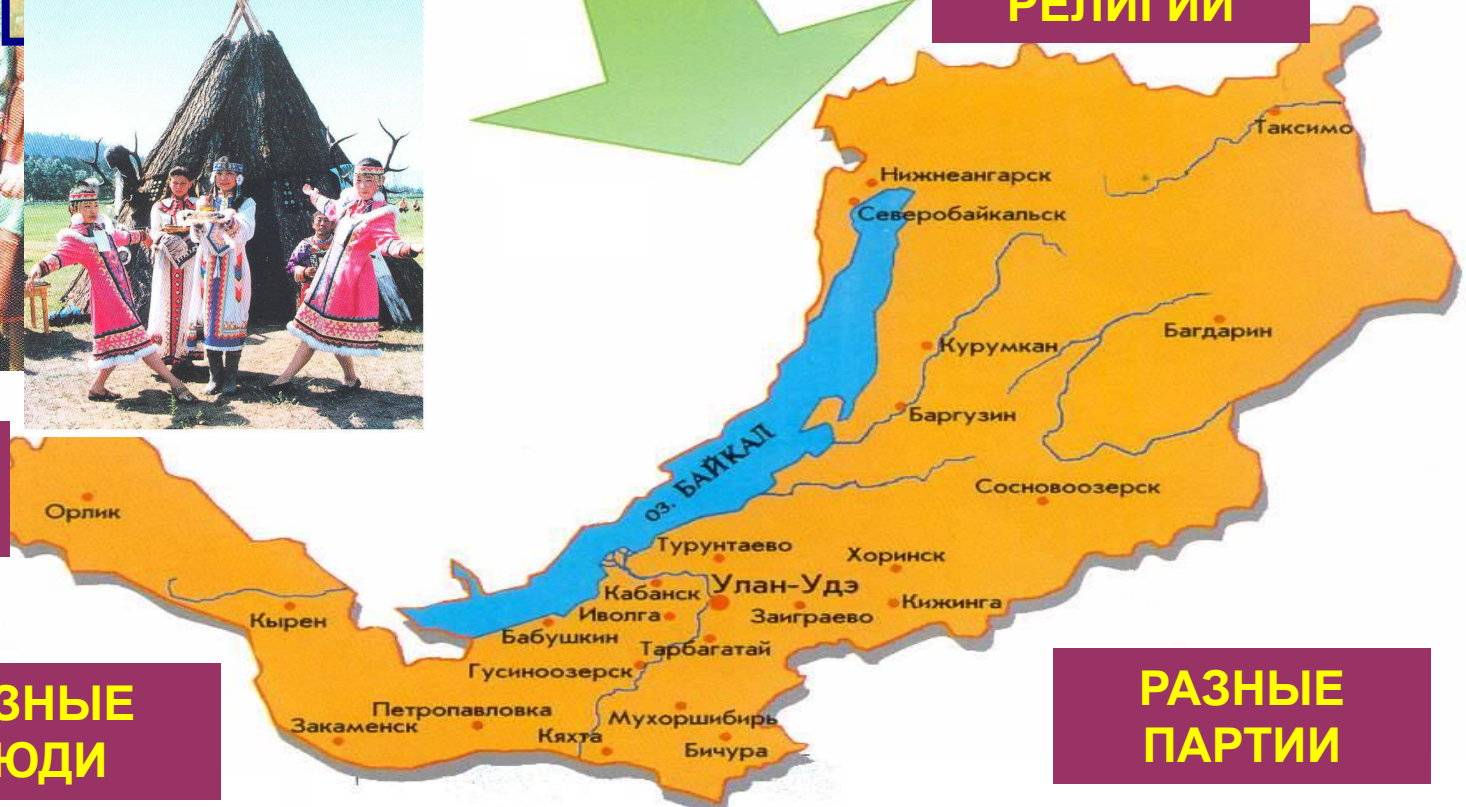 РЕЛИГИИ
Таксимо
Нижнеангарск
Северобайкальск
Багдарин
Курумкан
Баргузин
оз. БАЙКАЛ
Сосновоозерск
Орлик
Турунтаево
Хоринск
Улан-Удэ
Кабанск
Кижинга
Иволга
Заиграево
Кырен
Бабушкин
Тарбагатай
Гусиноозерск
Петропавловка
Мухоршибирь
Закаменск
Кяхта
Бичура
ЗНЫЕ
ЮДИ
РАЗНЫЕ
ПАРТИИ